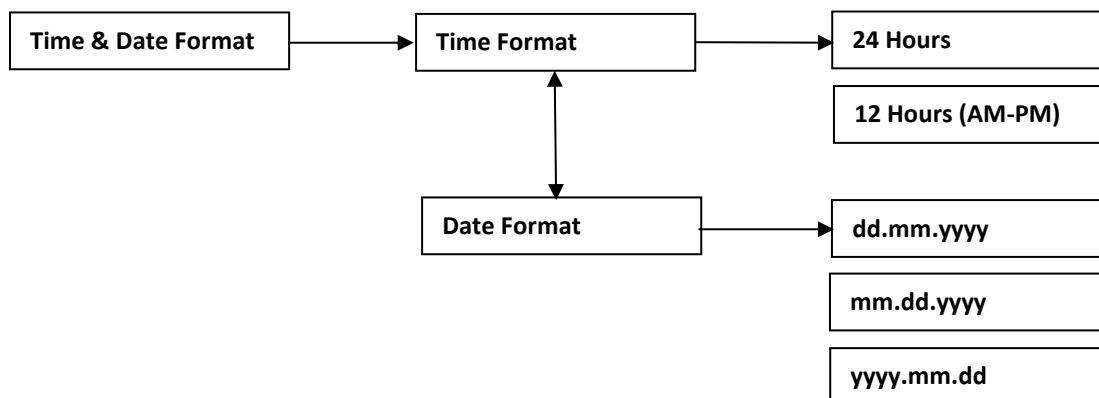 Time & Date Format
Time Format
24 Hours
12 Hours (AM-PM)
Date Format
dd.mm.yyyy
mm.dd.yyyy
yyyy.mm.dd